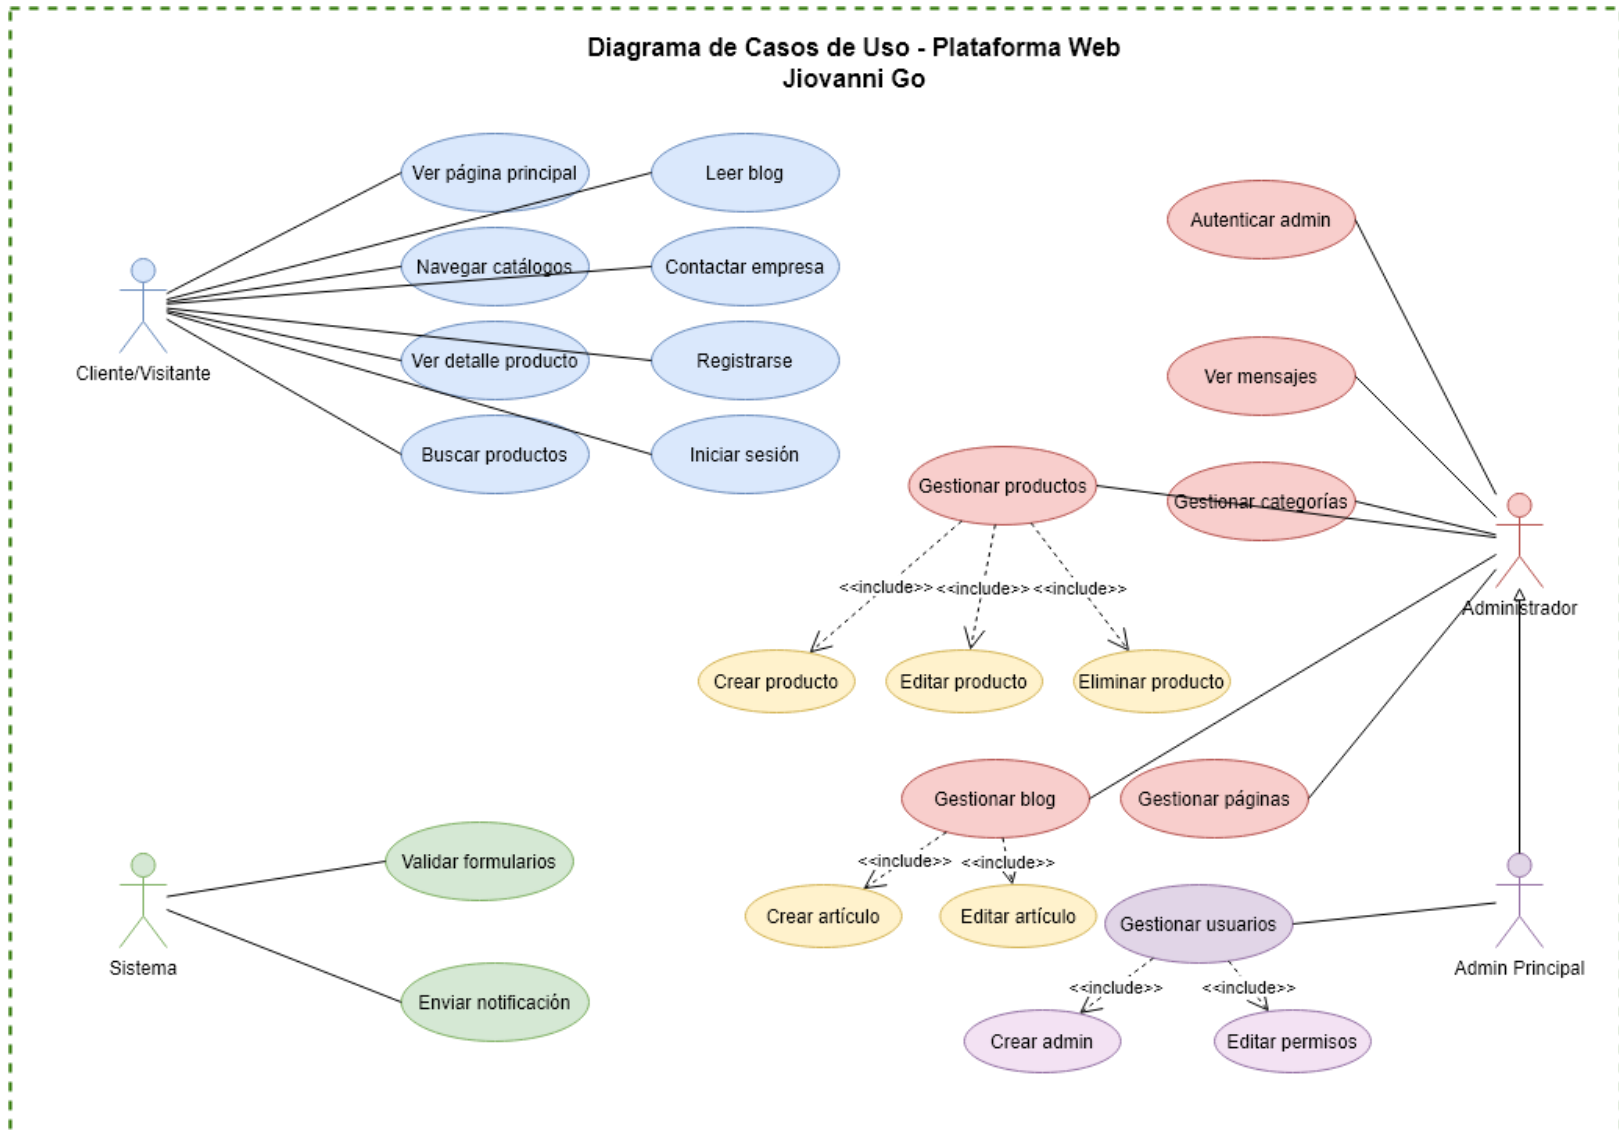 Diagrama de Casos de Uso - Plataforma Web
Jiovanni Go
Ver página principal
Leer blog
Autenticar admin
Navegar catálogos
Contactar empresa
Ver detalle producto
Registrarse
Cliente/Visitante
Ver mensajes
Buscar productos
Iniciar sesión
Gestionar productos
Gestionar categorías
<<include>>
<<include>>
<<include>>
Administrador
Crear producto
Editar producto
Eliminar producto
Gestionar blog
Gestionar páginas
Validar formularios
<<include>>
<<include>>
Crear artículo
Editar artículo
Gestionar usuarios
Sistema
Admin Principal
<<include>>
<<include>>
Enviar notificación
Crear admin
Editar permisos